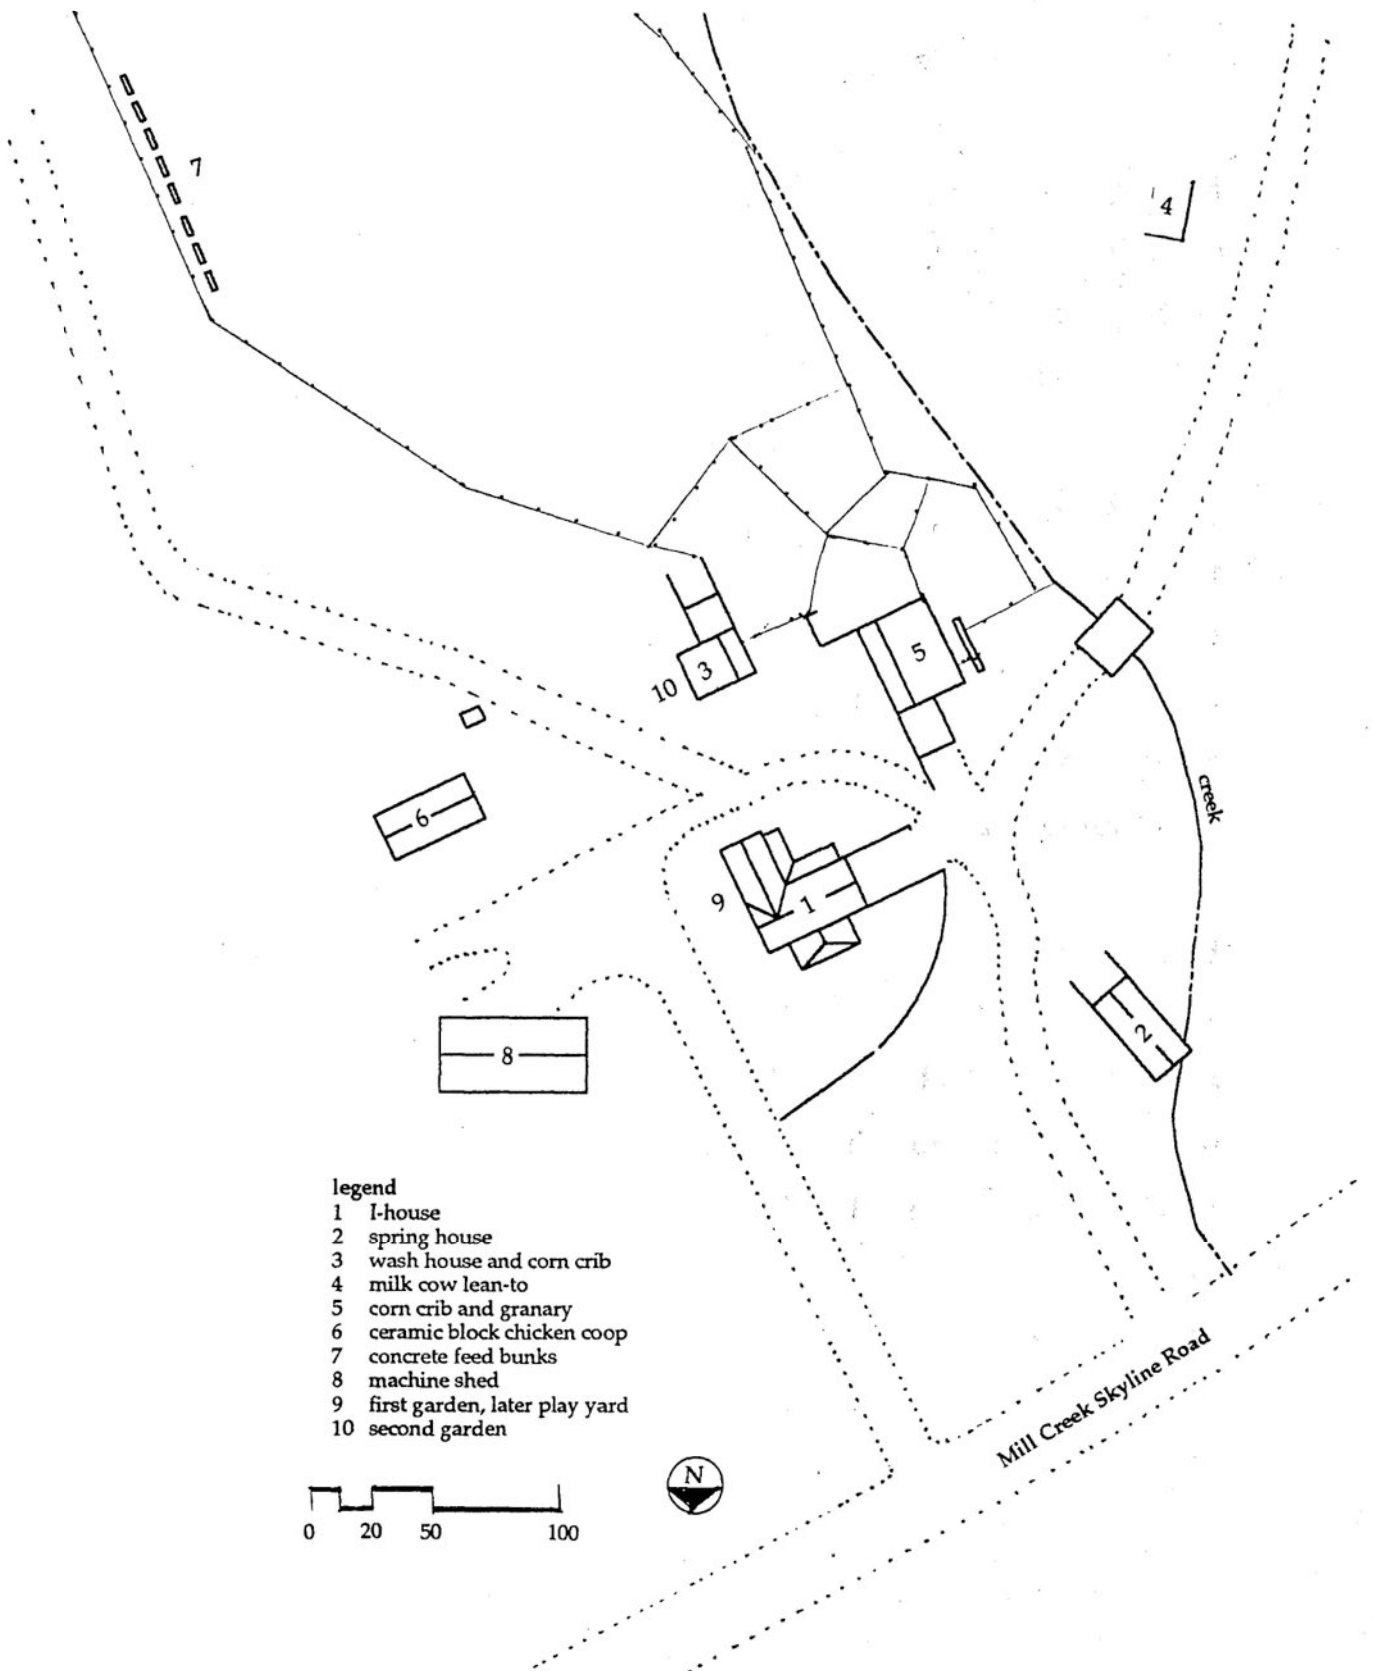 7
4
5
3
10
6
creek
1
9
2
8
legend
1 I-house
2 spring house
3 wash house and corn crib
4 milk cow lean-to
5 corn crib and granary
6 ceramic block chicken coop
7 concrete feed bunks
8 machine shed
9 first garden, later play yard
10 second garden
Mill Creek Skyline Road
N
0 20 50 100